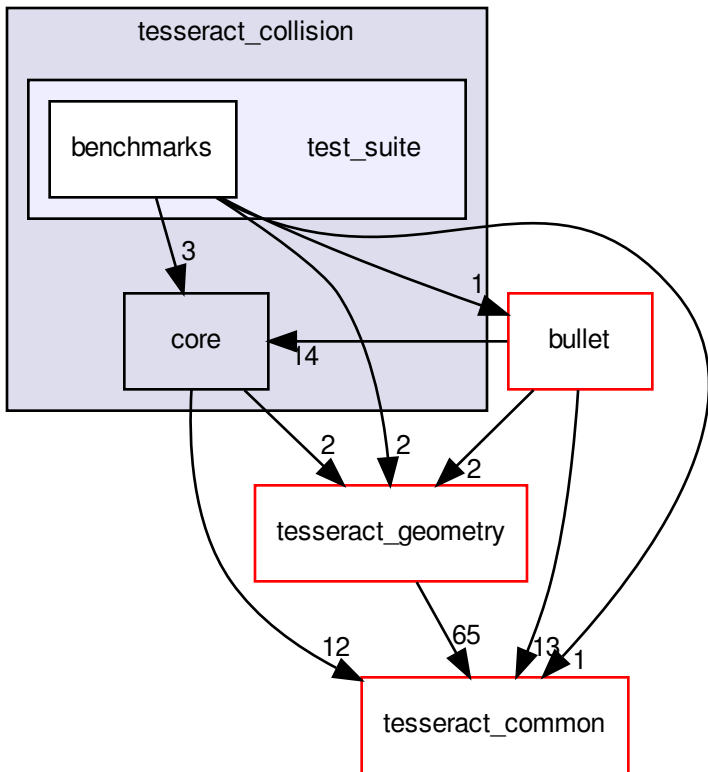 tesseract_collision
benchmarks
test_suite
3
1
core
14
bullet
2
2
2
tesseract_geometry
12
65
13
1
tesseract_common